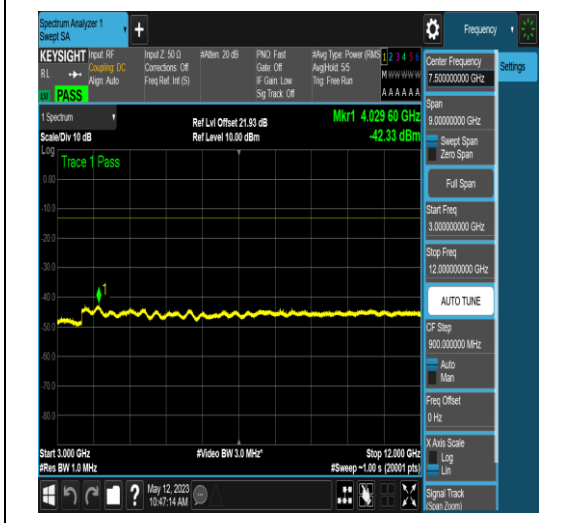 Spectrum Analyzer 1
Swept SA
Frequency
KEYSIGHT
RL
PASS
Input: RF
Coupling: DC
Align: Auto
Input Z: 50 Ω
Corrections: Off
Freq Ref: Int (S)
#Atten: 20 dB
PNO: Fast
Gate: Off
IF Gain: Low
Sig Track: Off
#Avg Type: Power (RMS
Avg|Hold: 5/5
Trig: Free Run
1 2 3 4 5 6
M W W W W W
A A A A A A
1 Spectrum
Scale/Div 10 dB
Ref Lvl Offset 21.93 dB
Ref Level 10.00 dBm
Mkr1 4.029 60 GHz
-42.33 dBm
Log
Trace 1 Pass
0.00
-10.0
-20.0
-30.0
-40.0
-50.0
-60.0
-70.0
-80.0
1
Start 3.000 GHz
#Res BW 1.0 MHz
#Video BW 3.0 MHz*
Stop 12.000 GHz
#Sweep ~1.00 s (20001 pts)
May 12, 2023
10:47:14 AM
Center Frequency
7.500000000 GHz
Span
9.00000000 GHz
Swept Span
Zero Span
Full Span
Start Freq
3.000000000 GHz
Stop Freq
12.000000000 GHz
AUTO TUNE
CF Step
900.000000 MHz
Auto
Man
Freq Offset
0 Hz
X Axis Scale
Log
Lin
Signal Track
(Span Zoom)
Settings